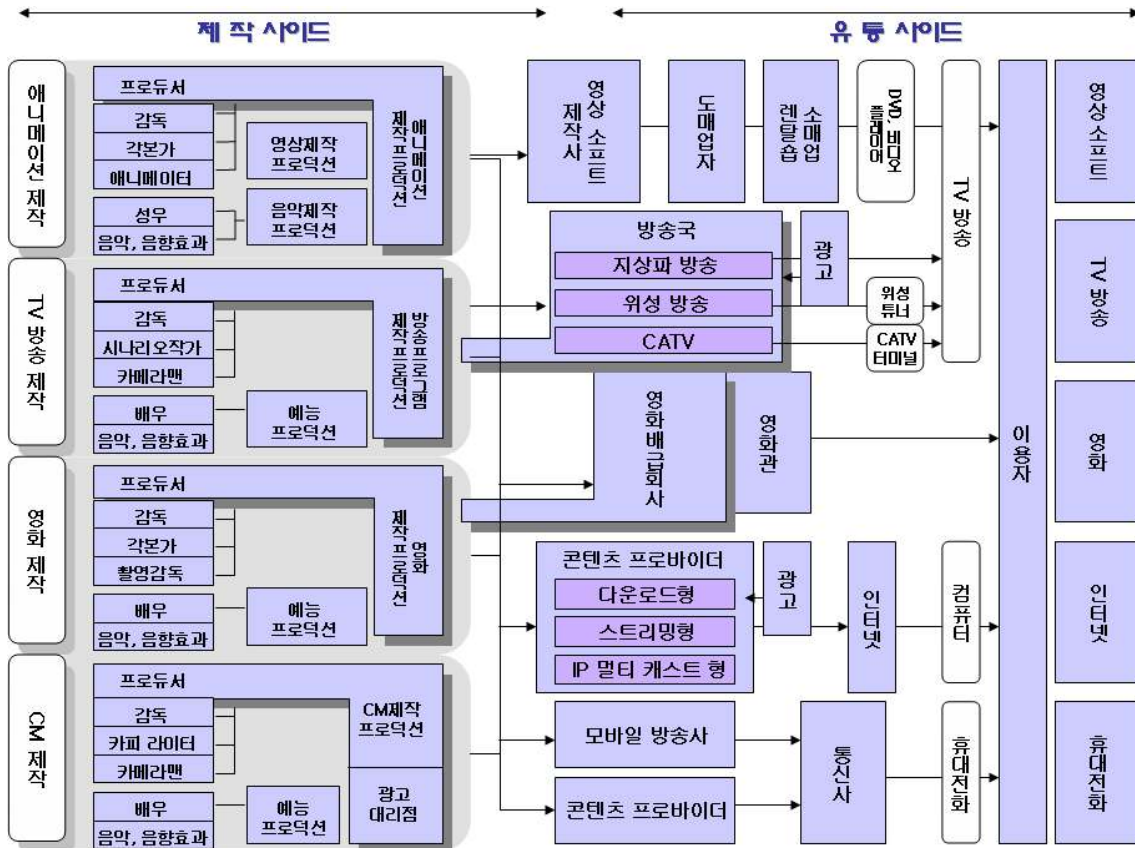 제 작 사 이 드
유 통 사 이 드
애니메이션 제작
프로듀서
감독
각본가
애니메이터
성우
음악, 음향효과
영상제작
프로덕션
음악제작
프로덕션
애니메이션
제작프로덕션
TV 방송 제작
프로듀서
감독
시나리오작가
카메라맨
배우
음악, 음향효과
예능
프로덕션
방송프로그램
제작프로덕션
영화 제작
프로듀서
감독
각본가
촬영감독
배우
음악, 음향효과
예능
프로덕션
영화
제작프로덕션
CM 제작
프로듀서
감독
카피 라이터
카메라맨
배우
음악, 음향효과
예능
프로덕션
CM제작
프로덕션
광고
대리점
영상 소프트
제작사
도매업자
소매업
렌탈숍
DVD, 비디오
플레이어
TV 방송
방송국
지상파 방송
위성 방송
CATV
광고
위성
튜너
CATV
터미널
영화배급회사
영화관
콘텐츠 프로바이더
다운로드형
스트리밍형
IP 멀티 캐스트 형
광고
인터넷
컴퓨터
모바일 방송사
콘텐츠 프로바이더
통신사
휴대전화
이용자
영상 소프트
TV 방송
영화
인터넷
휴대전화